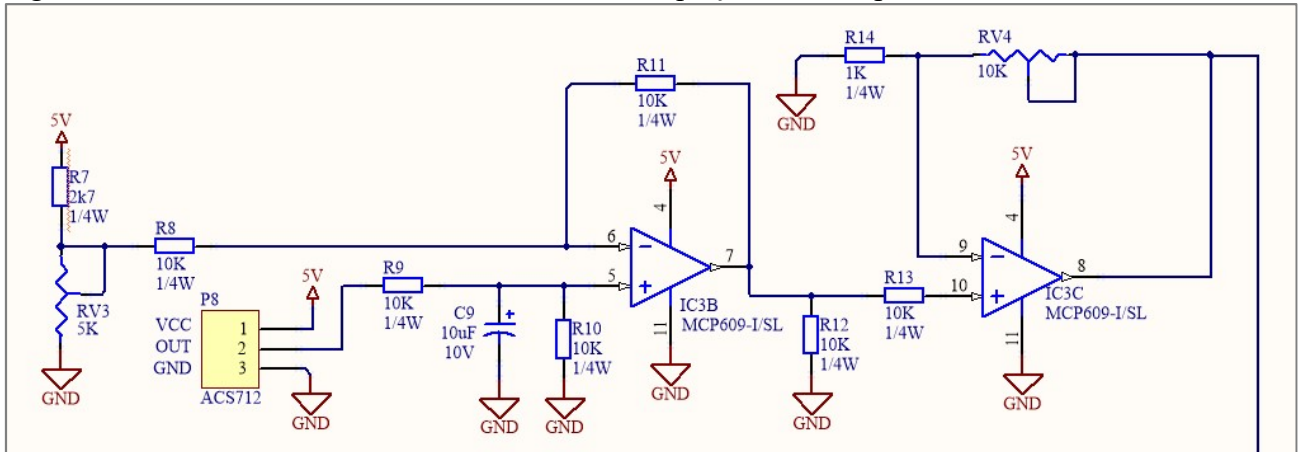 R14
1K
1/4W
GND
RV4
10K
R11
10K
1/4W
5V
R7
2k7
1/4W
R8
10K
1/4W
RV3
5K
GND
P8
VCC
OUT
GND
1
2
3
ACS712
5V
GND
R9
10K
1/4W
C9
10uF
10V
GND
R10
10K
1/4W
GND
5V
4
6
5
7
11
IC3B
MCP609-I/SL
GND
R12
10K
1/4W
GND
R13
10K
1/4W
5V
4
9
10
8
11
IC3C
MCP609-I/SL
GND